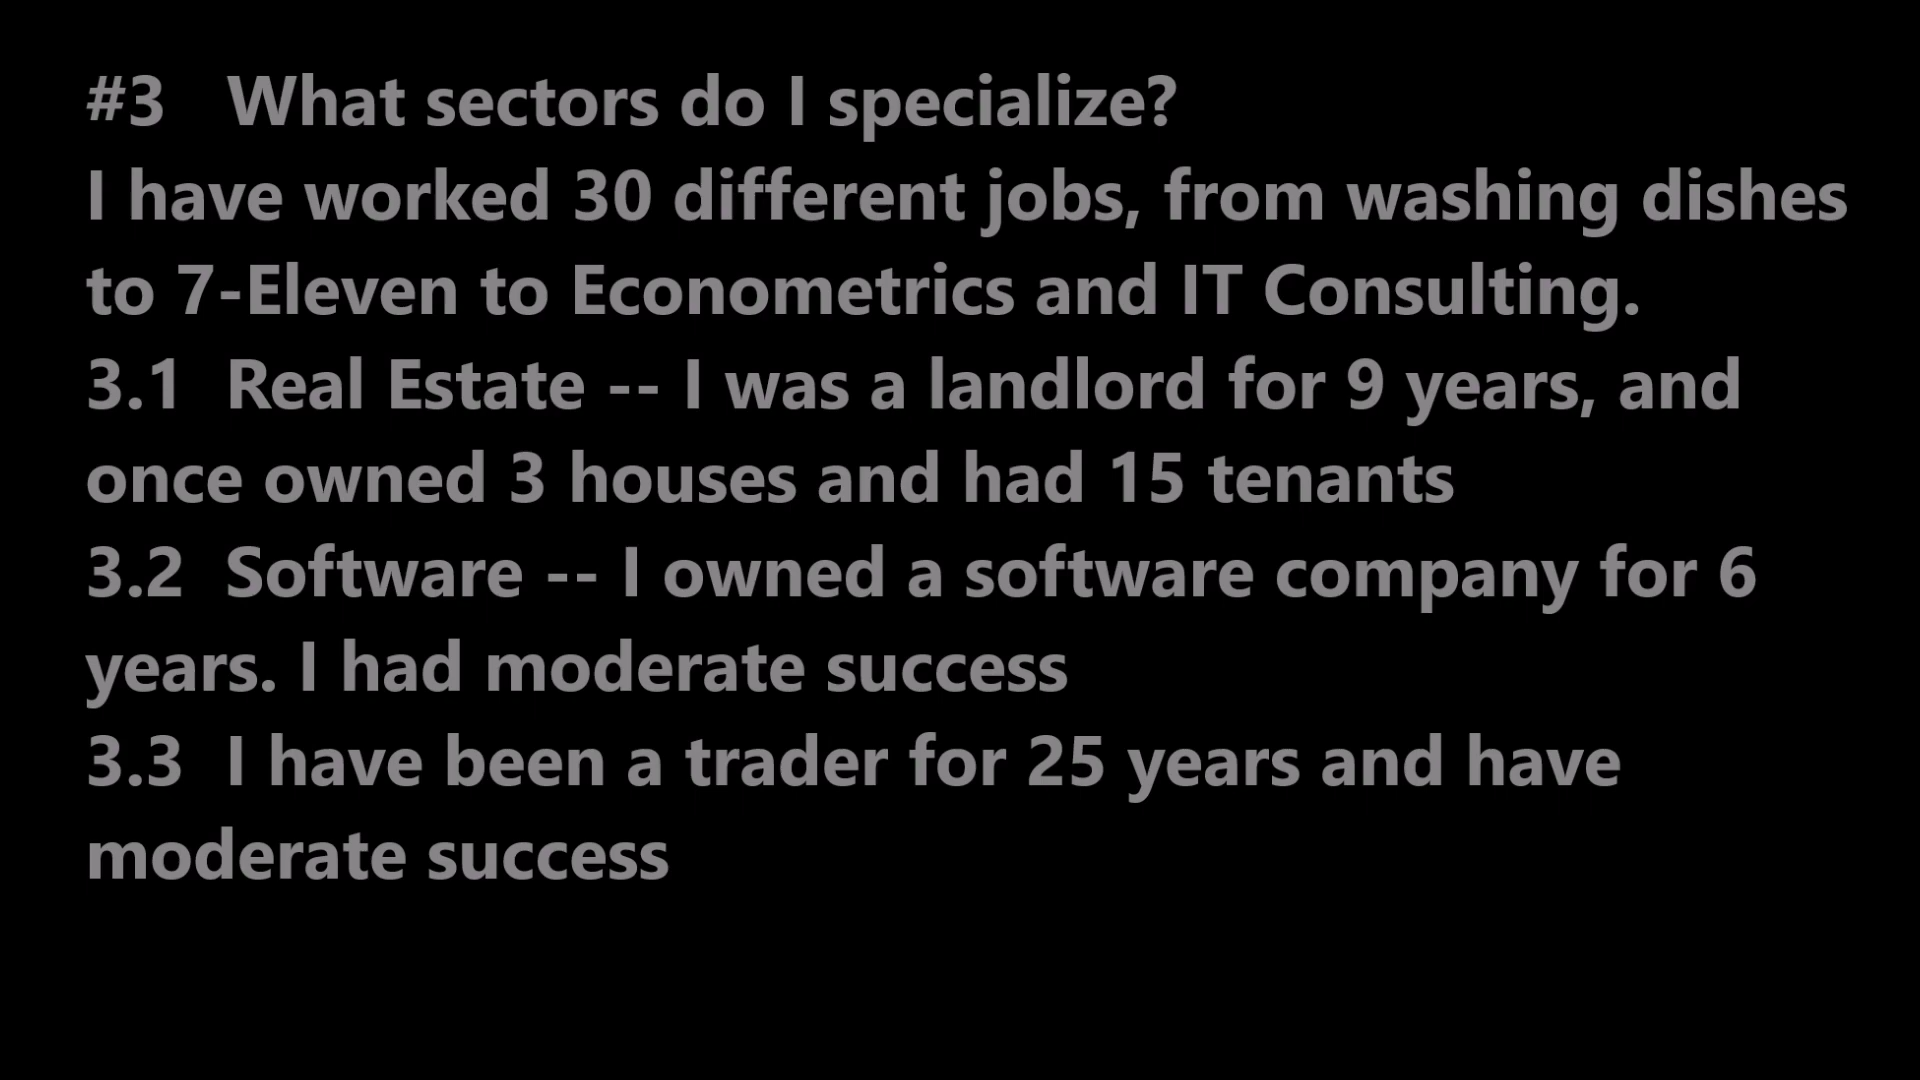 #3 What sectors do I specialize?
I have worked 30 different jobs, from washing dishes
to 7-Eleven to Econometrics and IT Consulting.
3.1 Real Estate -- I was a landlord for 9 years, and
once owned 3 houses and had 15 tenants
3.2 Software -- I owned a software company for 6
years. I had moderate success
3.3 I have been a trader for 25 years and have
moderate success